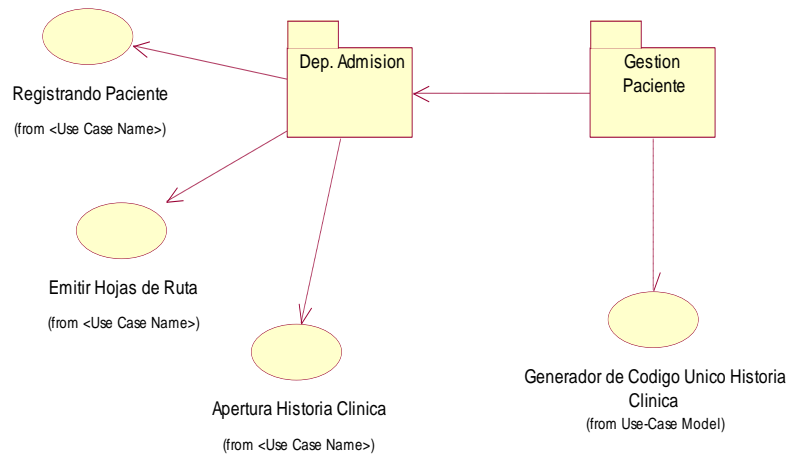 Dep. Admision
Gestion
Paciente
Registrando Paciente
(from <Use Case Name>)
Emitir Hojas de Ruta
(from <Use Case Name>)
Apertura Historia Clinica
(from <Use Case Name>)
Generador de Codigo Unico Historia
Clinica
(from Use-Case Model)